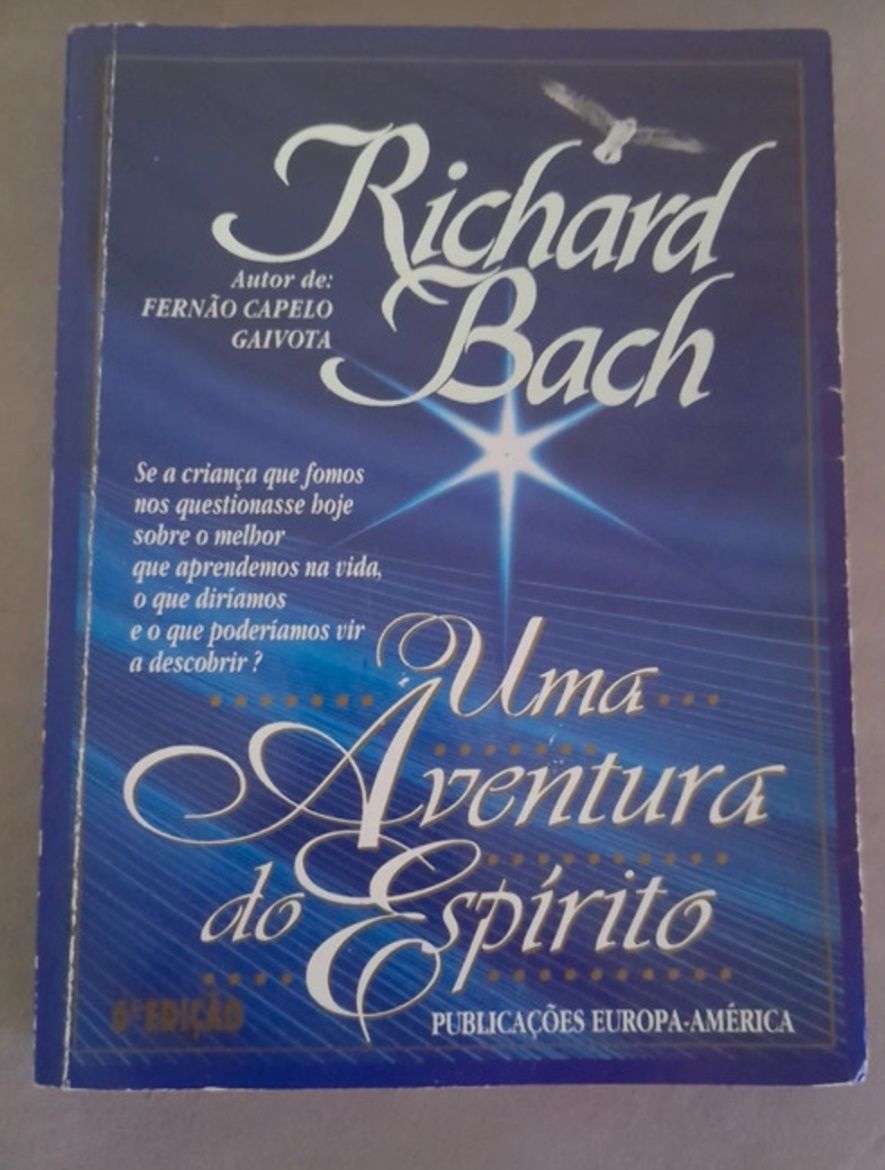 Richard
Bach
Autor de:
FERNÃO CAPELO
GAIVOTA
Se a criança que fomos
nos questionasse hoje
sobre o melhor
que aprendemos na vida,
o que diríamos
e o que poderíamos vir
a descobrir?
Uma
Aventura
do Espírito
6ª EDIÇÃO
PUBLICAÇÕES EUROPA-AMÉRICA